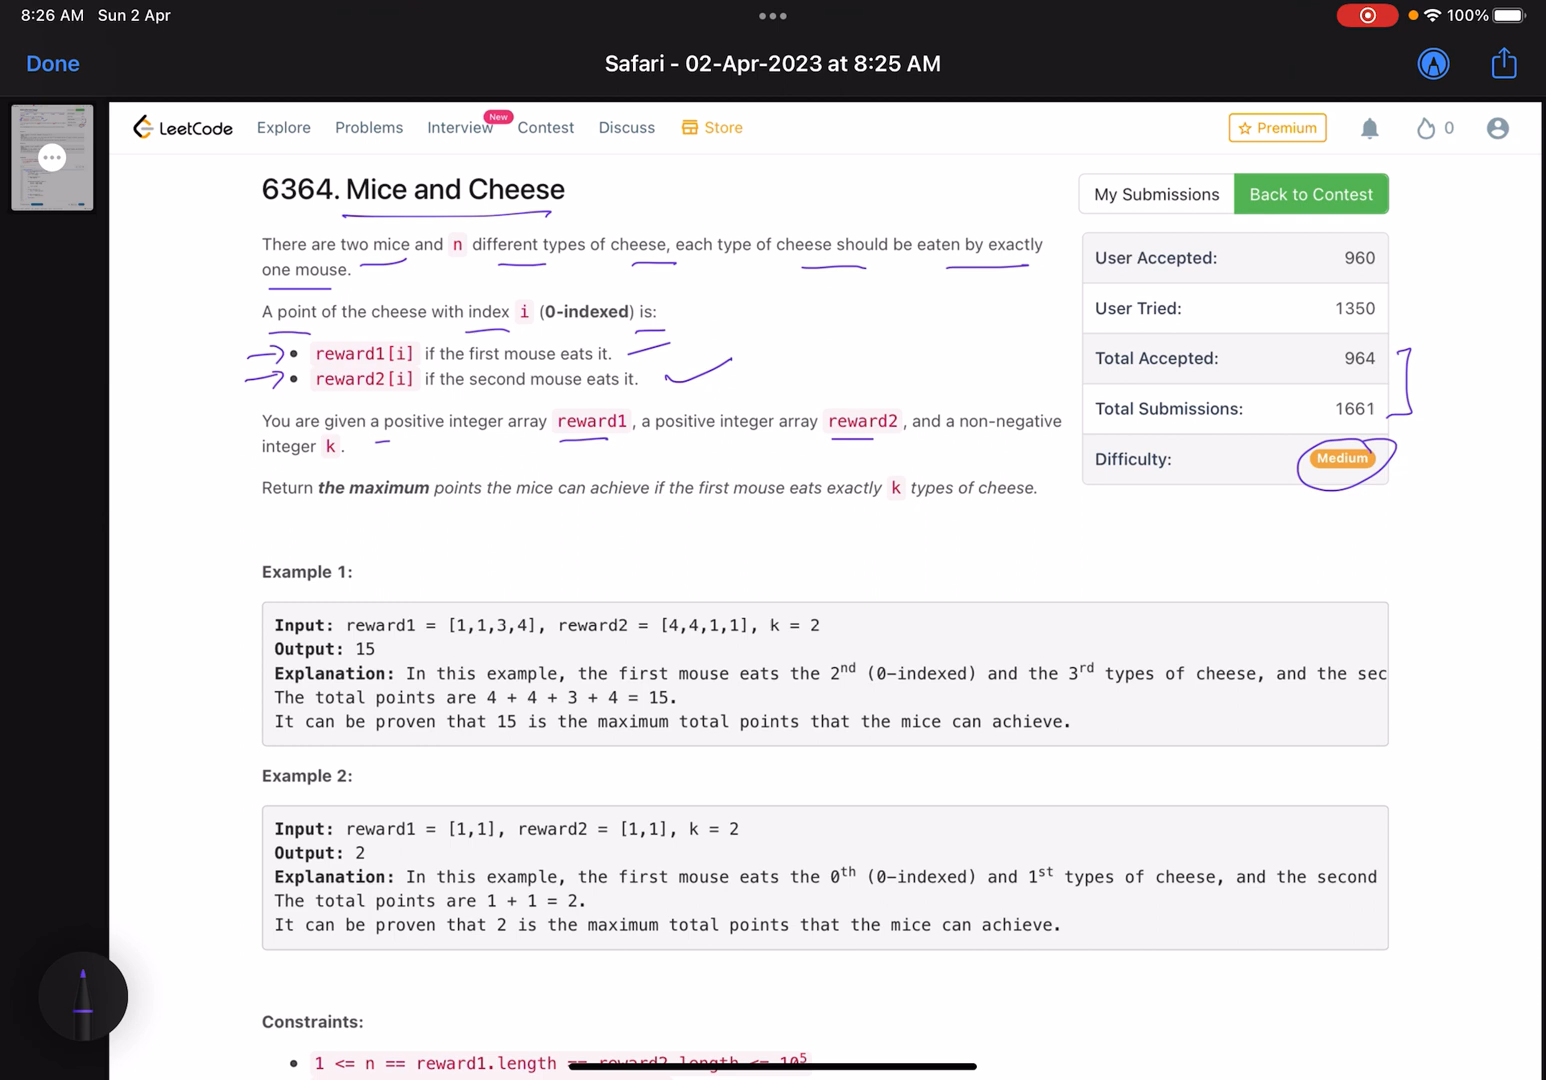 8:26 AM Sun 2 Apr
100%
Done
Safari - 02-Apr-2023 at 8:25 AM
LeetCode
Explore
Problems
Interview
New
Contest
Discuss
Store
Premium
0
6364. Mice and Cheese
My Submissions
Back to Contest
There are two mice and n different types of cheese, each type of cheese should be eaten by exactly
one mouse.
A point of the cheese with index i (0-indexed) is:
• reward1[i] if the first mouse eats it.
• reward2[i] if the second mouse eats it.
You are given a positive integer array reward1, a positive integer array reward2, and a non-negative
integer k.
Return the maximum points the mice can achieve if the first mouse eats exactly k types of cheese.
User Accepted: 960
User Tried: 1350
Total Accepted: 964
Total Submissions: 1661
Difficulty: Medium
Example 1:
Input: reward1 = [1,1,3,4], reward2 = [4,4,1,1], k = 2
Output: 15
Explanation: In this example, the first mouse eats the 2nd (0-indexed) and the 3rd types of cheese, and the sec
The total points are 4 + 4 + 3 + 4 = 15.
It can be proven that 15 is the maximum total points that the mice can achieve.
Example 2:
Input: reward1 = [1,1], reward2 = [1,1], k = 2
Output: 2
Explanation: In this example, the first mouse eats the 0th (0-indexed) and 1st types of cheese, and the second
The total points are 1 + 1 = 2.
It can be proven that 2 is the maximum total points that the mice can achieve.
Constraints:
• 1 <= n == reward1.length == reward2.length <= 10^5